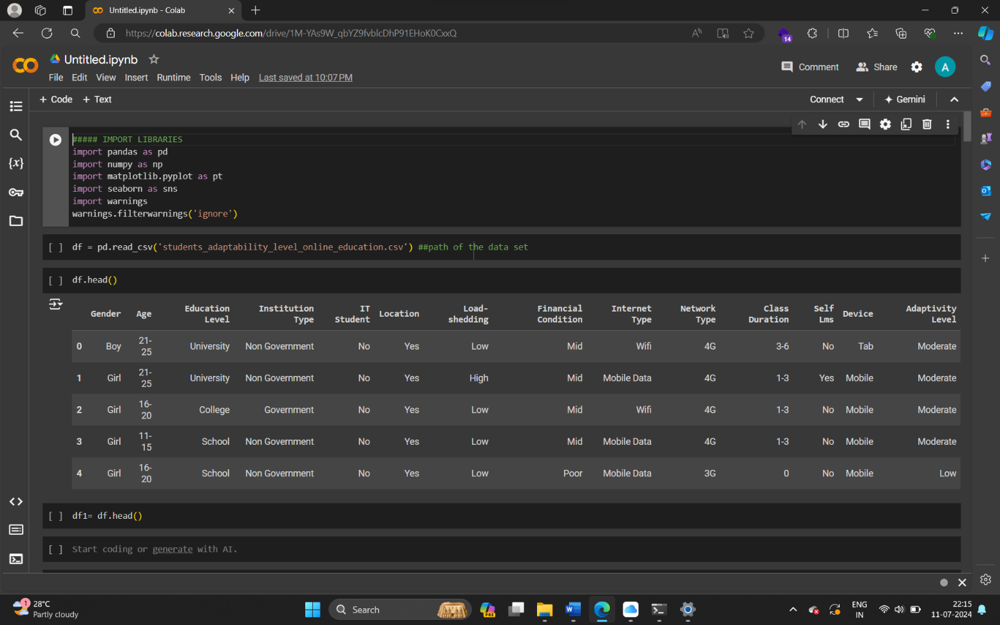 Untitled.ipynb - Colab
https://colab.research.google.com/drive/1M-YAs9W_qbYZ9fvblcDhP91EHoK0CxxQ
14
Untitled.ipynb
Comment
Share
A
File Edit View Insert Runtime Tools Help Last saved at 10:07 PM
+ Code + Text
Connect
Gemini
##### IMPORT LIBRARIES
import pandas as pd
import numpy as np
import matplotlib.pyplot as pt
import seaborn as sns
import warnings
warnings.filterwarnings('ignore')
[ ] df = pd.read_csv('students_adaptability_level_online_education.csv') ##path of the data set
[ ] df.head()
Gender Age Education Level Institution Type IT Student Location Load-shedding Financial Condition Internet Type Network Type Class Duration Self Lms Device Adaptivity Level
0 Boy 21-25 University Non Government No Yes Low Mid Wifi 4G 3-6 No Tab Moderate
1 Girl 21-25 University Non Government No Yes High Mid Mobile Data 4G 1-3 Yes Mobile Moderate
2 Girl 16-20 College Government No Yes Low Mid Wifi 4G 1-3 No Mobile Moderate
3 Girl 11-15 School Non Government No Yes Low Mid Mobile Data 4G 1-3 No Mobile Moderate
4 Girl 16-20 School Non Government No Yes Low Poor Mobile Data 3G 0 No Mobile Low
[ ] df1= df.head()
[ ] Start coding or generate with AI.
1
28°C
Partly cloudy
Search
PRE
ENG
IN
22:15
11-07-2024